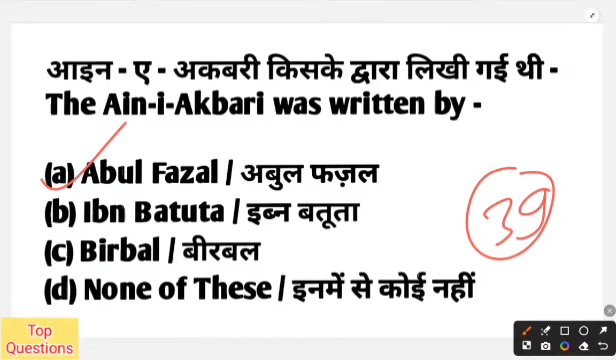 आइन - ए - अकबरी किसके द्वारा लिखी गई थी -
The Ain-i-Akbari was written by -
(a) Abul Fazal / अबुल फज़ल
(b) Ibn Batuta / इब्न बतूता
(c) Birbal / बीरबल
(d) None of These / इनमें से कोई नहीं
39
Top
Questions